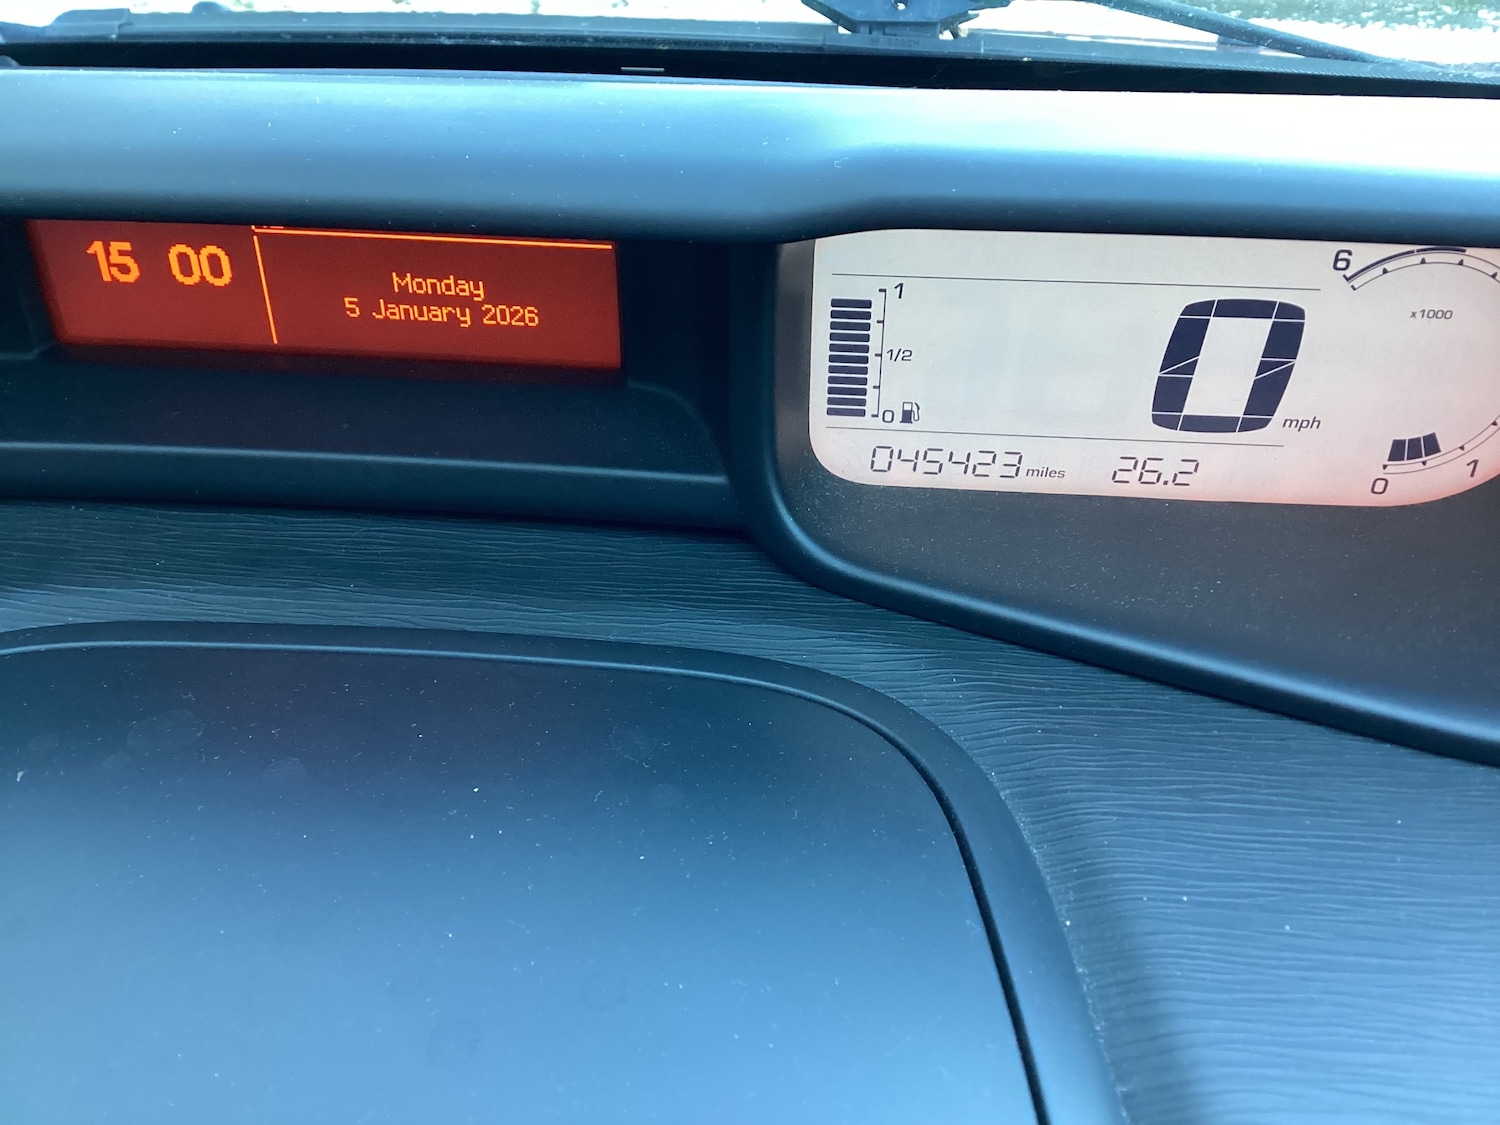 15 00
Monday
5 January 2026
1
1/2
0
0 mph
045423 miles 26.2
6
x1000
0 1